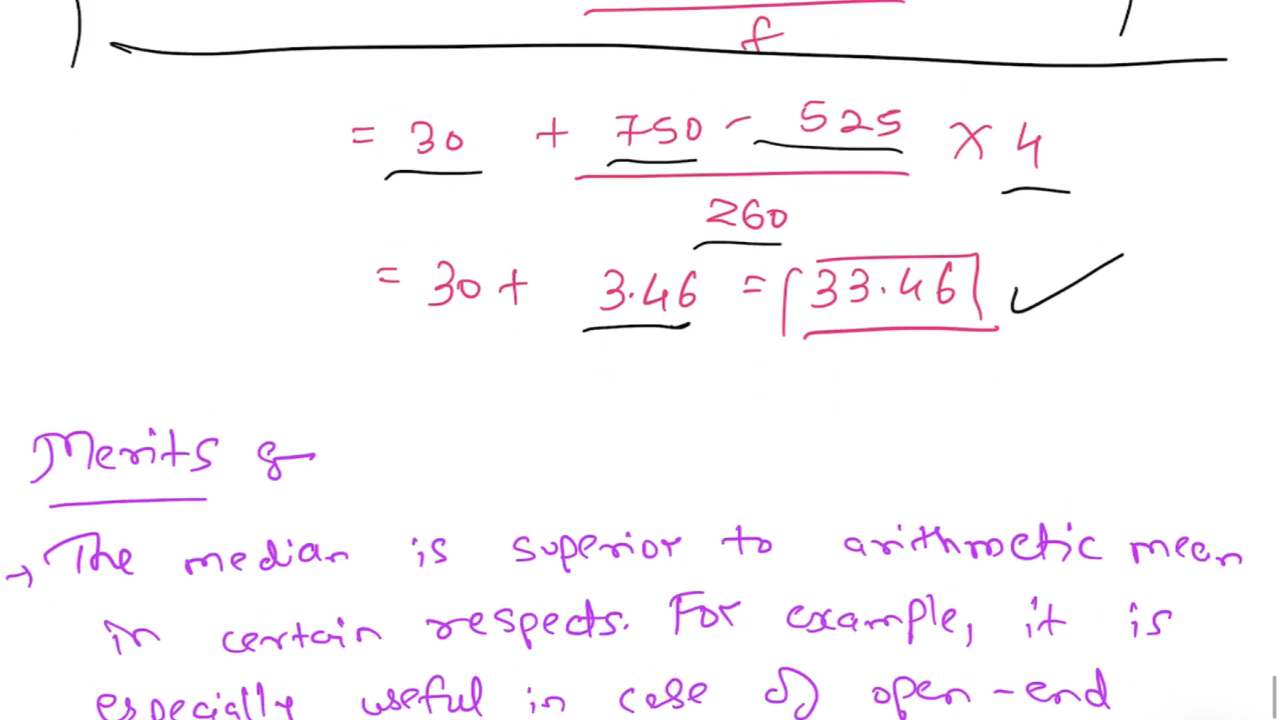 f
= 30 + 750 - 525 × 4
260
= 30 + 3.46 = 33.46
Merits :-
→ The median is superior to arithmetic mean
in certain respects. For example, it is
especially useful in case of open-end